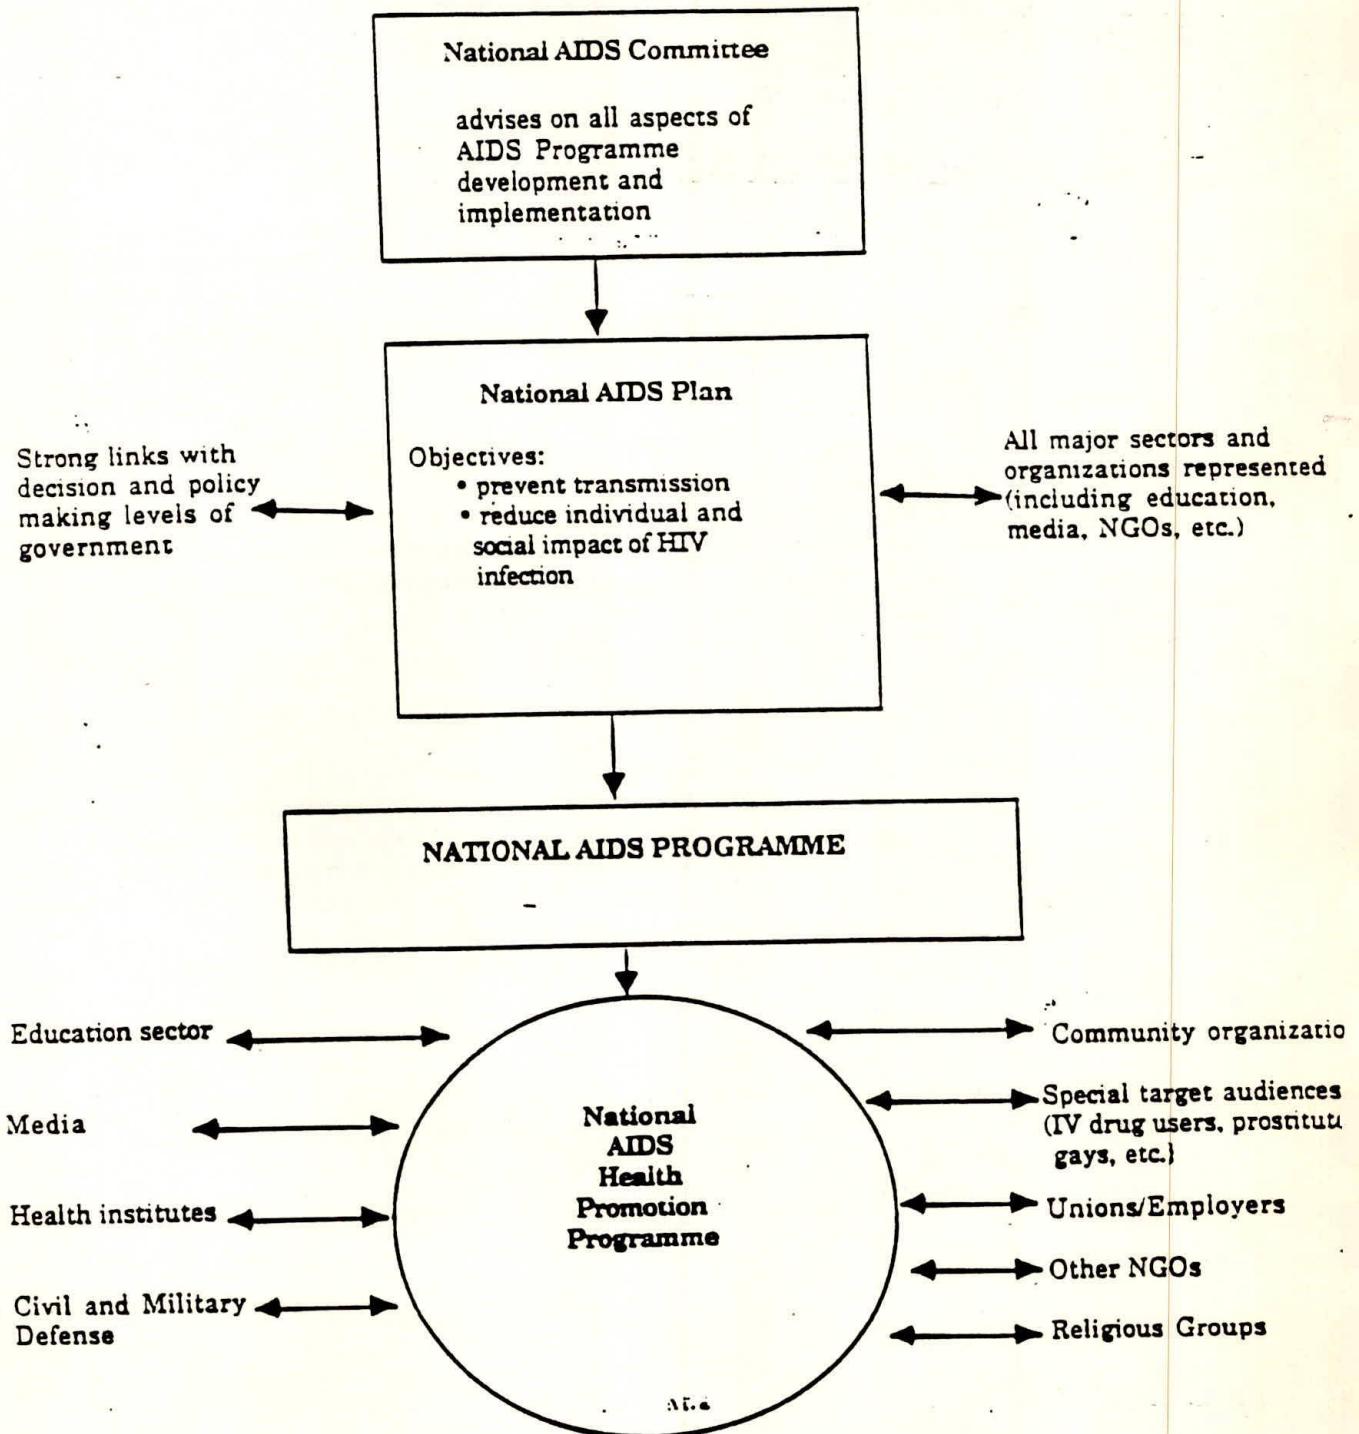 National AIDS Committee
advises on all aspects of
AIDS Programme
development and
implementation
National AIDS Plan
Objectives:
• prevent transmission
• reduce individual and
social impact of HIV
infection
Strong links with
decision and policy
making levels of
government
All major sectors and
organizations represented
(including education,
media, NGOs, etc.)
NATIONAL AIDS PROGRAMME
National
AIDS
Health
Promotion
Programme
Education sector
Media
Health institutes
Civil and Military
Defense
Community organizatio
Special target audiences
(IV drug users, prostitut
gays, etc.)
Unions/Employers
Other NGOs
Religious Groups